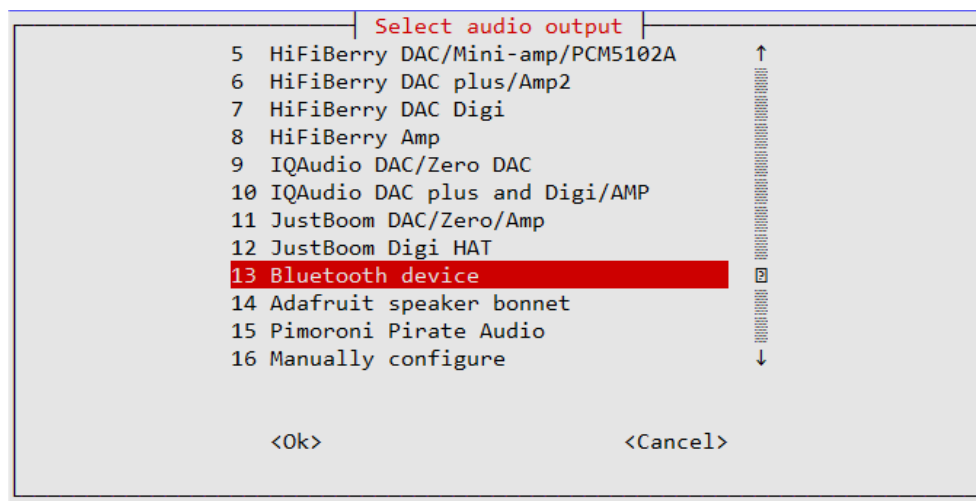 Select audio output
5 HiFiBerry DAC/Mini-amp/PCM5102A ↑
6 HiFiBerry DAC plus/Amp2
7 HiFiBerry DAC Digi
8 HiFiBerry Amp
9 IQAudio DAC/Zero DAC
10 IQAudio DAC plus and Digi/AMP
11 JustBoom DAC/Zero/Amp
12 JustBoom Digi HAT
13 Bluetooth device
14 Adafruit speaker bonnet
15 Pimoroni Pirate Audio
16 Manually configure ↓
<Ok> <Cancel>